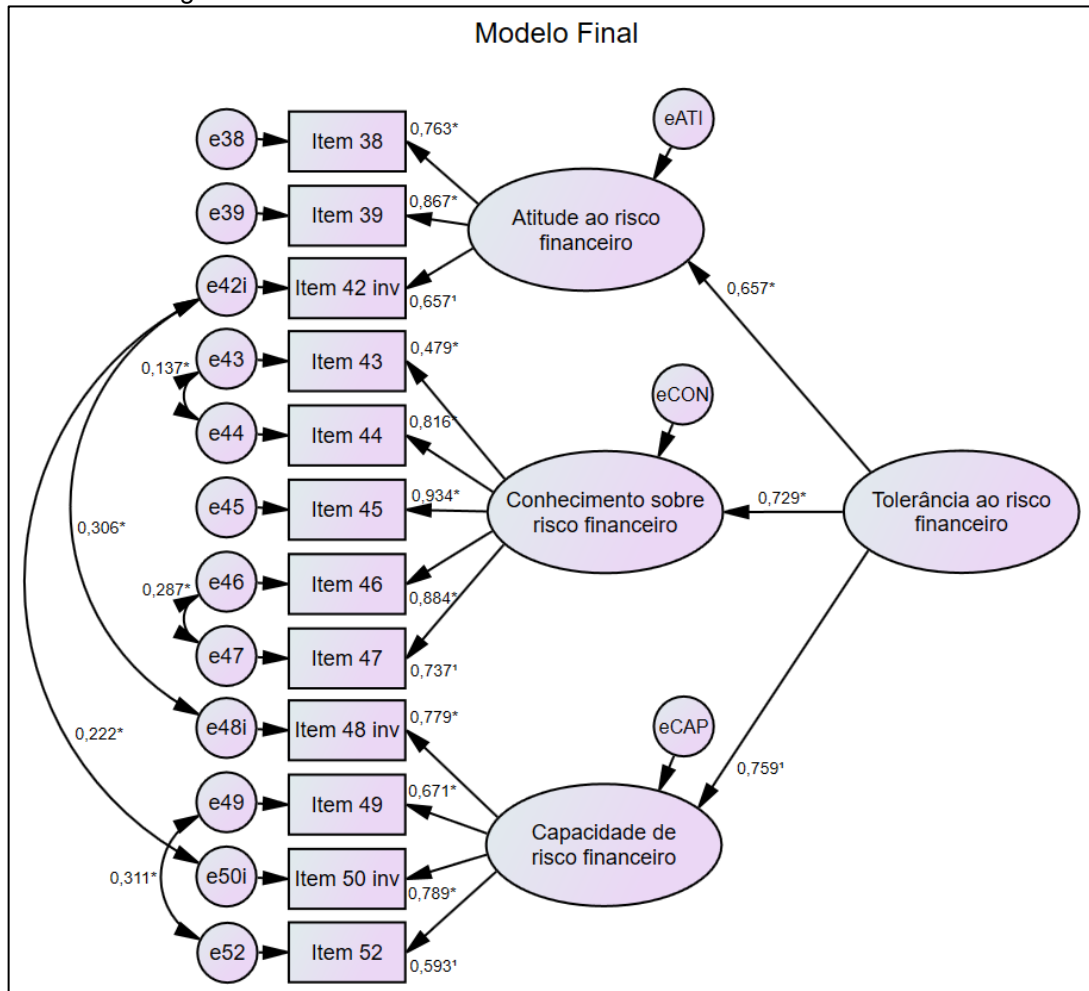 Modelo Final
e38
Item 38
0,763*
e39
Item 39
0,867*
e42i
Item 42 inv
0,657¹
eATI
Atitude ao risco
financeiro
0,657*
e43
Item 43
0,479*
0,137*
e44
Item 44
0,816*
e45
Item 45
0,934*
e46
Item 46
0,884*
0,287*
e47
Item 47
0,737¹
eCON
Conhecimento sobre
risco financeiro
0,729*
Tolerância ao risco
financeiro
0,306*
0,222*
e48i
Item 48 inv
0,779*
e49
Item 49
0,671*
e50i
Item 50 inv
0,789*
0,311*
e52
Item 52
0,593¹
eCAP
Capacidade de
risco financeiro
0,759¹